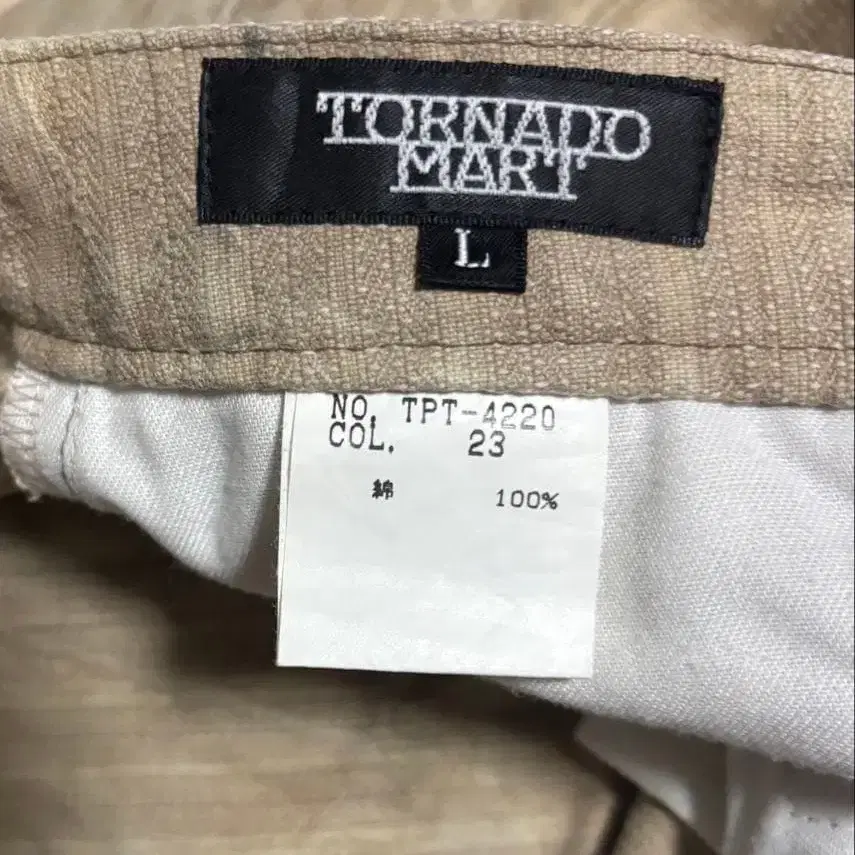 TORNADO
MART
L
NO. TPT-4220
COL. 23
綿 100%